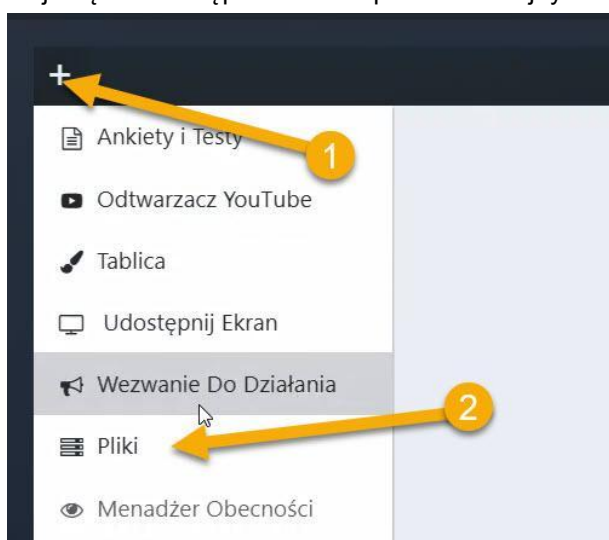 +
1
Ankiety i Testy
Odtwarzacz YouTube
Tablica
Udostępnij Ekran
Wezwanie Do Działania
2
Pliki
Menadżer Obecności